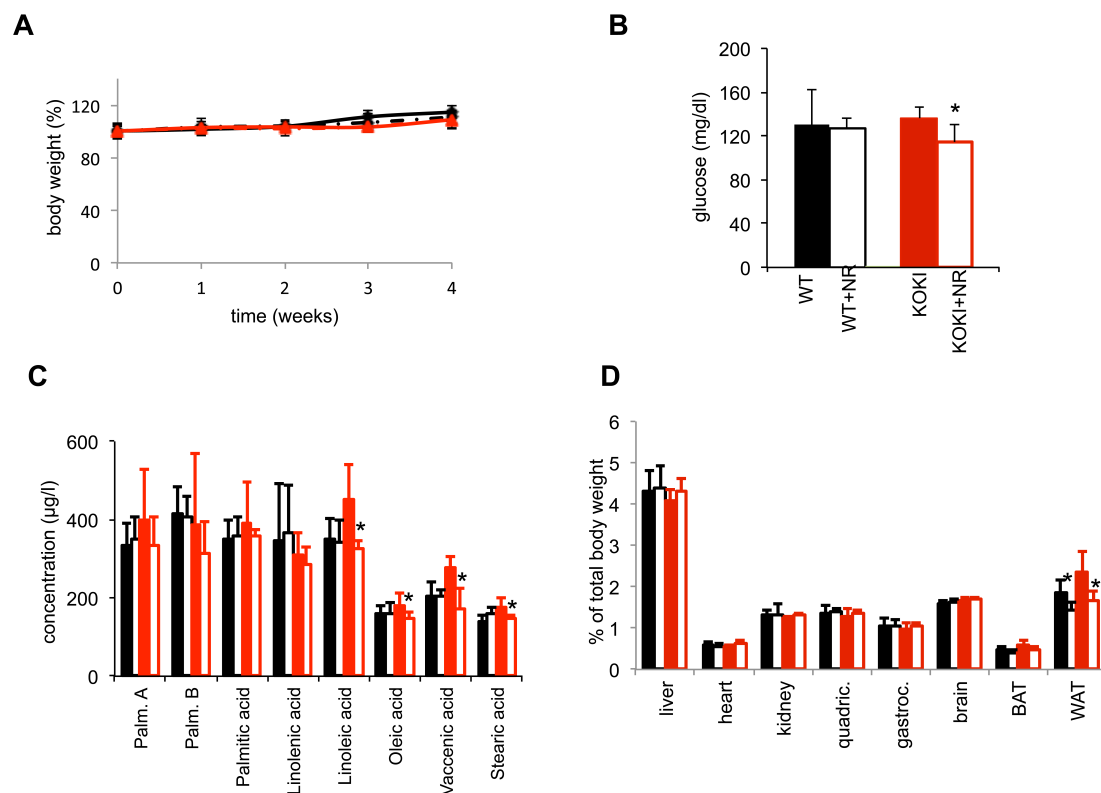 A
body weight (%)
120
80
40
0
0 1 2 3 4
time (weeks)
B
glucose (mg/dl)
200
160
120
80
40
0
*
WT
WT+NR
KOKI
KOKI+NR
C
concentration (µg/l)
600
400
200
0
* * * *
Palm. A
Palm. B
Palmitic acid
Linolenic acid
Linoleic acid
Oleic acid
Vaccenic acid
Stearic acid
D
% of total body weight
6
5
4
3
2
1
0
* *
liver
heart
kidney
quadric.
gastroc.
brain
BAT
WAT